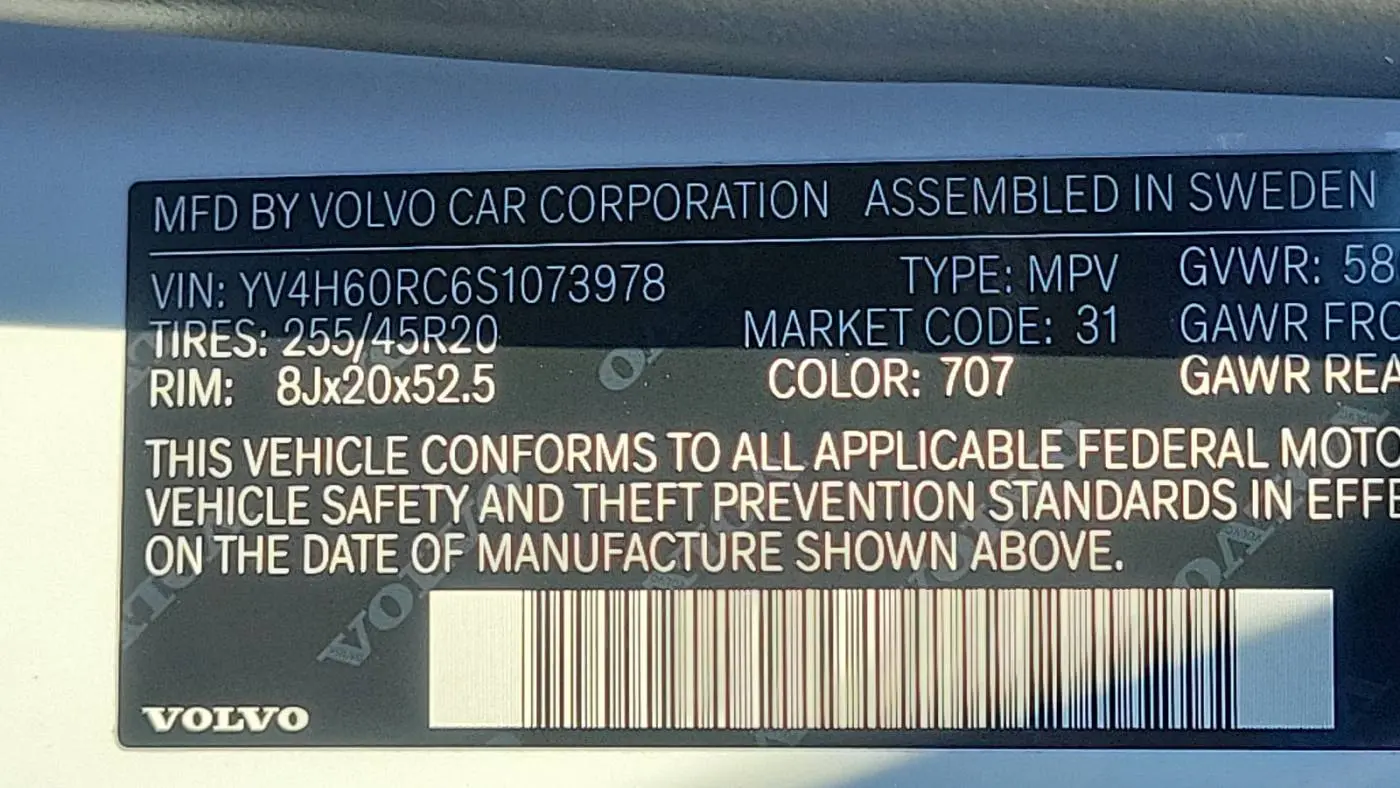 MFD BY VOLVO CAR CORPORATION ASSEMBLED IN SWEDEN
VIN: YV4H60RC6S1073978 TYPE: MPV GVWR: 58
TIRES: 255/45R20 MARKET CODE: 31 GAWR FRO
RIM: 8Jx20x52.5 COLOR: 707 GAWR REA
THIS VEHICLE CONFORMS TO ALL APPLICABLE FEDERAL MOTO
VEHICLE SAFETY AND THEFT PREVENTION STANDARDS IN EFFE
ON THE DATE OF MANUFACTURE SHOWN ABOVE.
VOLVO